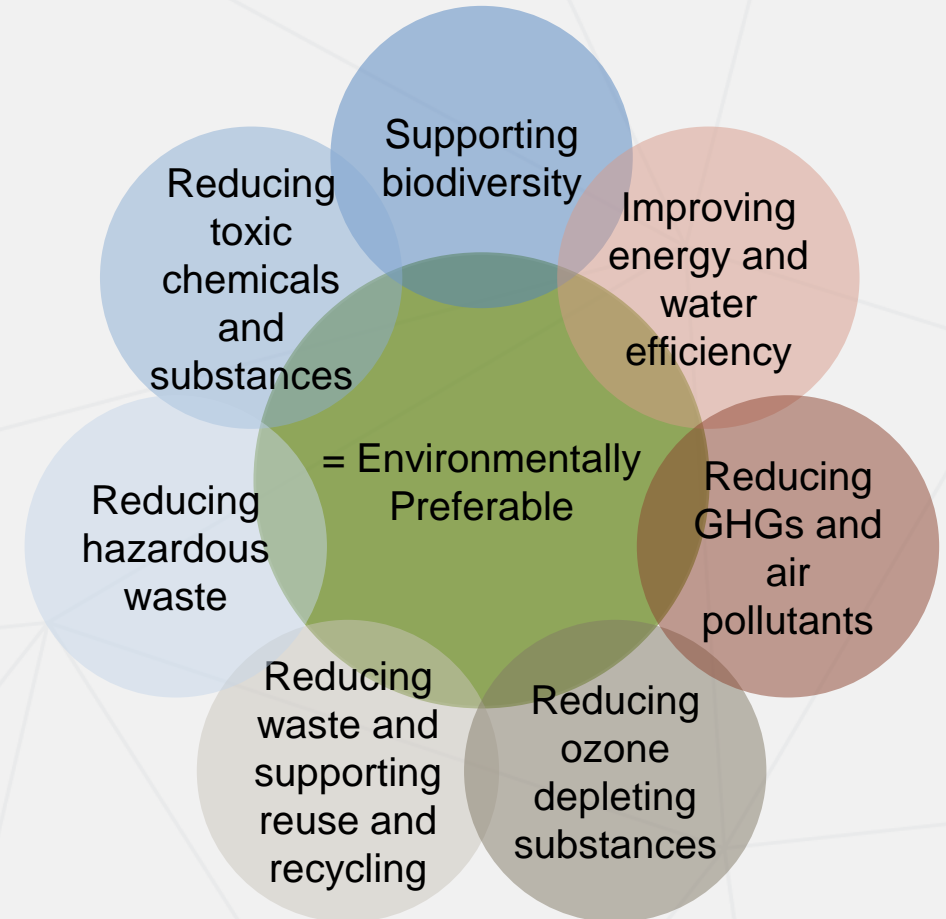 Supporting
biodiversity
Improving
energy and
water
efficiency
Reducing
GHGs and
air
pollutants
Reducing
ozone
depleting
substances
Reducing
waste and
supporting
reuse and
recycling
Reducing
hazardous
waste
Reducing
toxic
chemicals
and
substances
= Environmentally
Preferable